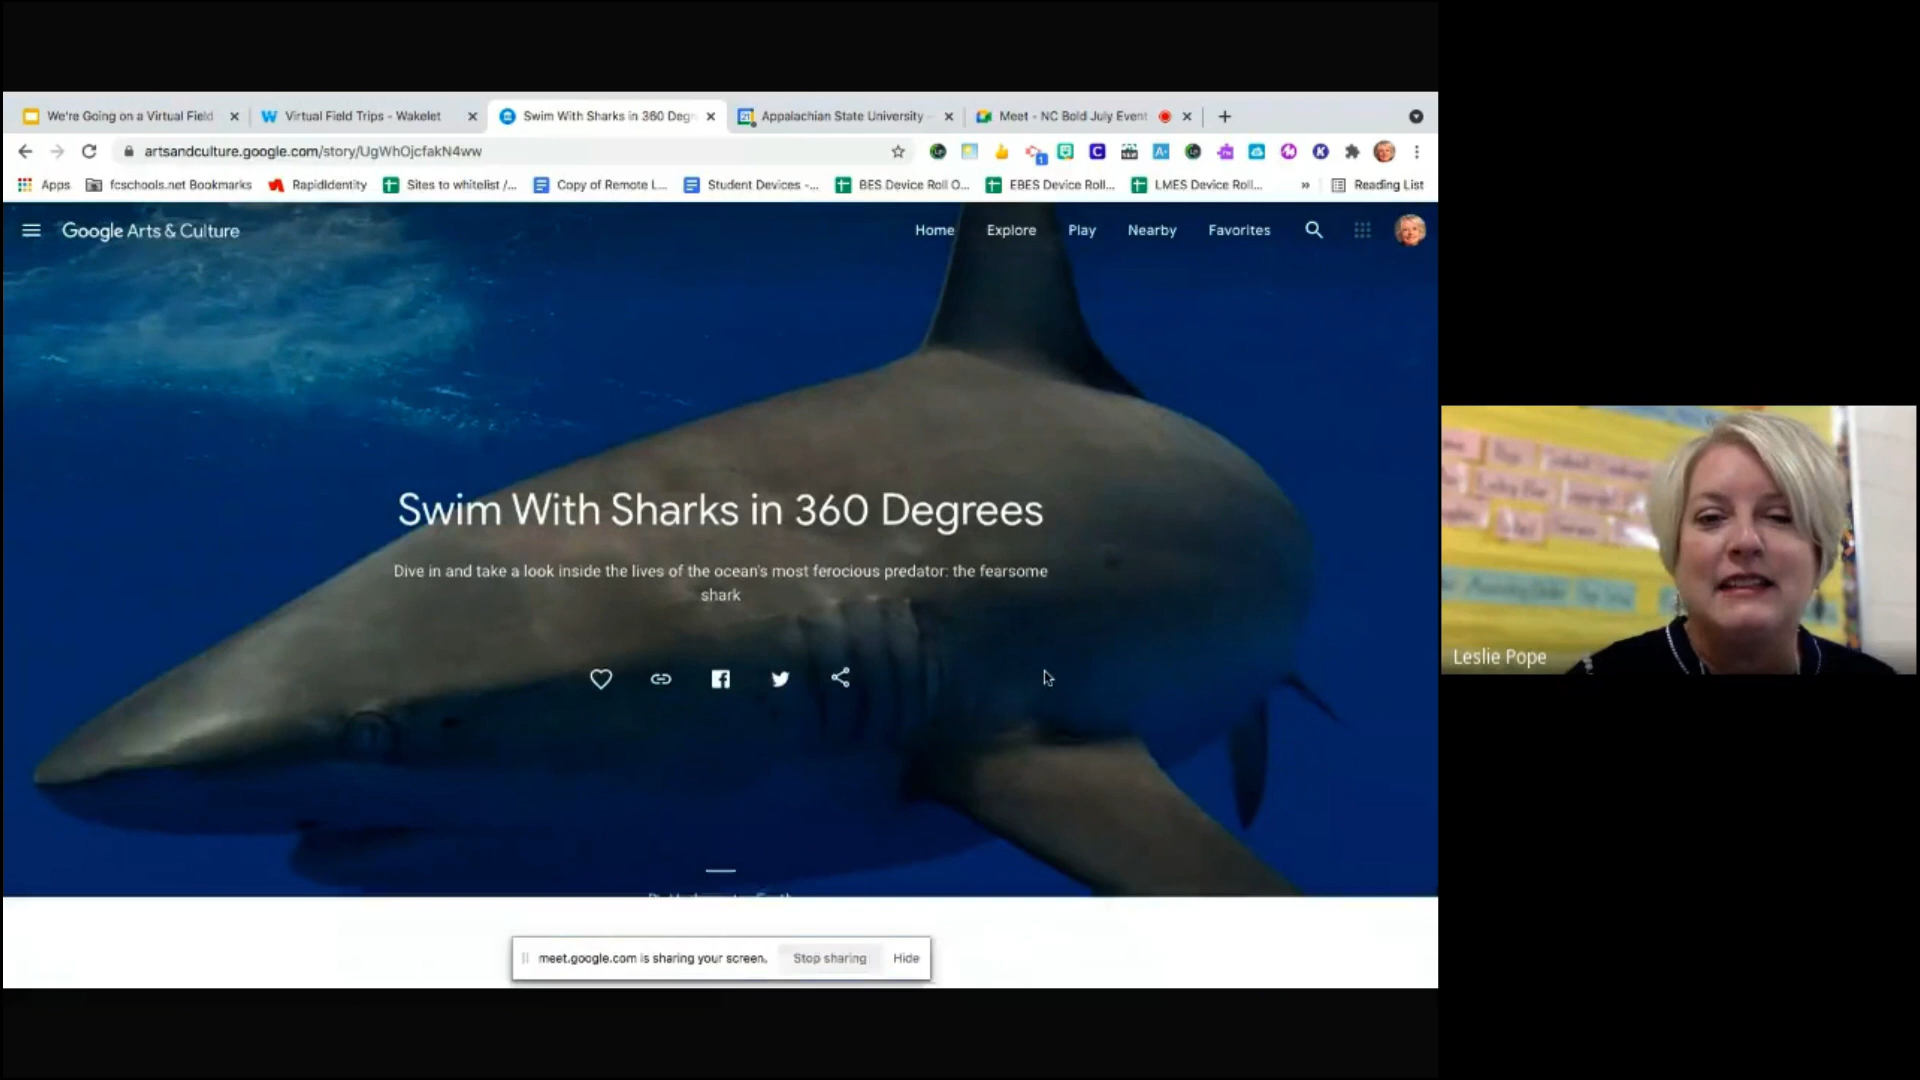 We're Going on a Virtual Field
Virtual Field Trips - Wakelet
Swim With Sharks in 360 Degr
Appalachian State University -
Meet - NC Bold July Event
artsandculture.google.com/story/UgWhOjcfakN4ww
Apps
fcschools.net Bookmarks
RapidIdentity
Sites to whitelist /...
Copy of Remote L...
Student Devices -...
BES Device Roll O...
EBES Device Roll...
LMES Device Roll...
»
Reading List
Google Arts & Culture
Home
Explore
Play
Nearby
Favorites
Swim With Sharks in 360 Degrees
Dive in and take a look inside the lives of the ocean's most ferocious predator: the fearsome
shark
meet.google.com is sharing your screen.
Stop sharing
Hide
Leslie Pope